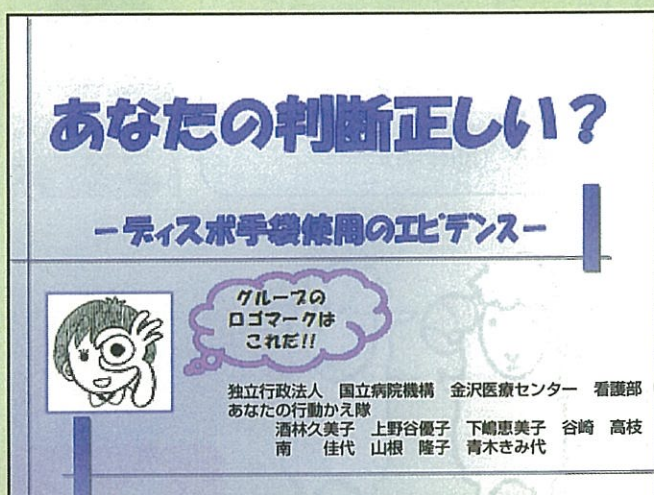 あなたの判断正しい？
－ディスポ手袋使用のエビデンス－
グループの
ロゴマークは
これだ!!
独立行政法人　国立病院機構　金沢医療センター　看護部
あなたの行動かえ隊
酒林久美子　上野谷優子　下嶋恵美子　谷崎　高枝
南　　佳代　山根　隆子　青木きみ代